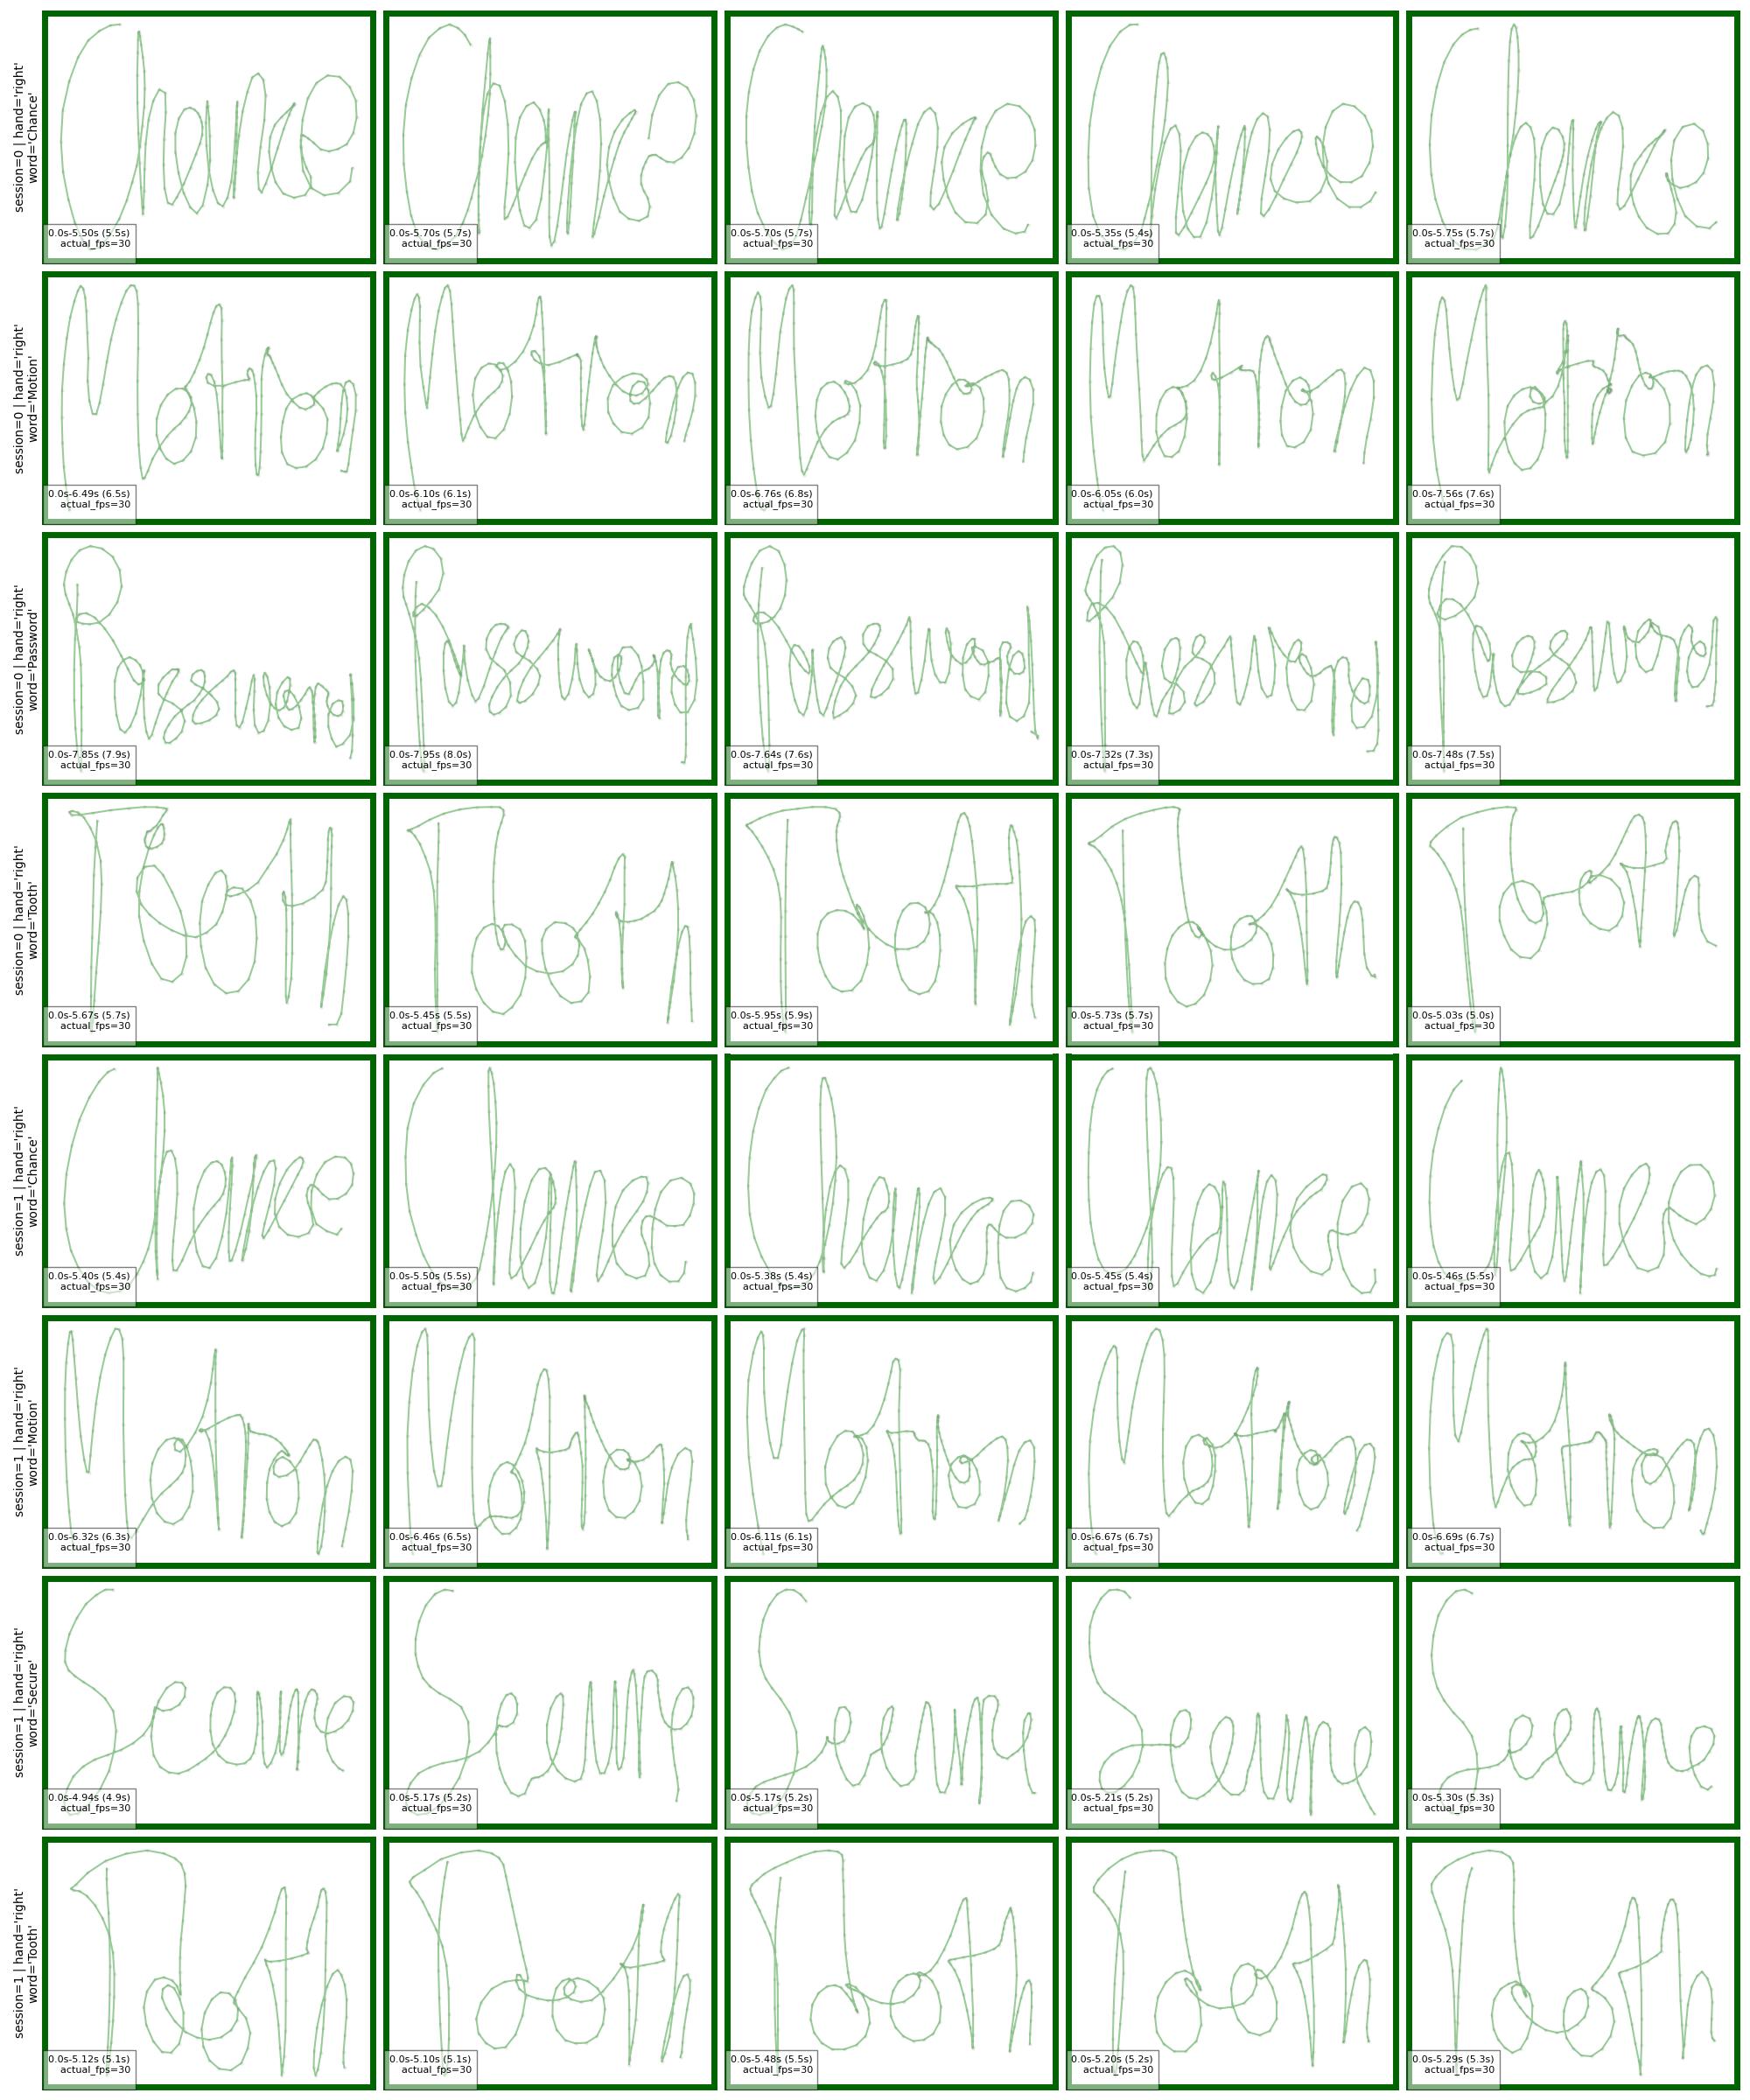 session=0 | hand='right'
word='Chance'
Chance Chance Chance Chance Chance
0.0s-5.50s (5.5s)
actual_fps=30
0.0s-5.70s (5.7s)
actual_fps=30
0.0s-5.70s (5.7s)
actual_fps=30
0.0s-5.35s (5.4s)
actual_fps=30
0.0s-5.75s (5.7s)
actual_fps=30
session=0 | hand='right'
word='Motion'
Motion Motion Motion Motion Motion
0.0s-6.49s (6.5s)
actual_fps=30
0.0s-6.10s (6.1s)
actual_fps=30
0.0s-6.76s (6.8s)
actual_fps=30
0.0s-6.05s (6.0s)
actual_fps=30
0.0s-7.56s (7.6s)
actual_fps=30
session=0 | hand='right'
word='Password'
Password Password Password Password Password
0.0s-7.85s (7.9s)
actual_fps=30
0.0s-7.95s (8.0s)
actual_fps=30
0.0s-7.64s (7.6s)
actual_fps=30
0.0s-7.32s (7.3s)
actual_fps=30
0.0s-7.48s (7.5s)
actual_fps=30
session=0 | hand='right'
word='Tooth'
Tooth Tooth Tooth Tooth Tooth
0.0s-5.67s (5.7s)
actual_fps=30
0.0s-5.45s (5.5s)
actual_fps=30
0.0s-5.95s (5.9s)
actual_fps=30
0.0s-5.73s (5.7s)
actual_fps=30
0.0s-5.03s (5.0s)
actual_fps=30
session=1 | hand='right'
word='Chance'
Chance Chance Chance Chance Chance
0.0s-5.40s (5.4s)
actual_fps=30
0.0s-5.50s (5.5s)
actual_fps=30
0.0s-5.38s (5.4s)
actual_fps=30
0.0s-5.45s (5.4s)
actual_fps=30
0.0s-5.46s (5.5s)
actual_fps=30
session=1 | hand='right'
word='Motion'
Motion Motion Motion Motion Motion
0.0s-6.32s (6.3s)
actual_fps=30
0.0s-6.46s (6.5s)
actual_fps=30
0.0s-6.11s (6.1s)
actual_fps=30
0.0s-6.67s (6.7s)
actual_fps=30
0.0s-6.69s (6.7s)
actual_fps=30
session=1 | hand='right'
word='Secure'
Secure Secure Secure Secure Secure
0.0s-4.94s (4.9s)
actual_fps=30
0.0s-5.17s (5.2s)
actual_fps=30
0.0s-5.17s (5.2s)
actual_fps=30
0.0s-5.21s (5.2s)
actual_fps=30
0.0s-5.30s (5.3s)
actual_fps=30
session=1 | hand='right'
word='Tooth'
Tooth Tooth Tooth Tooth Tooth
0.0s-5.12s (5.1s)
actual_fps=30
0.0s-5.10s (5.1s)
actual_fps=30
0.0s-5.48s (5.5s)
actual_fps=30
0.0s-5.20s (5.2s)
actual_fps=30
0.0s-5.29s (5.3s)
actual_fps=30